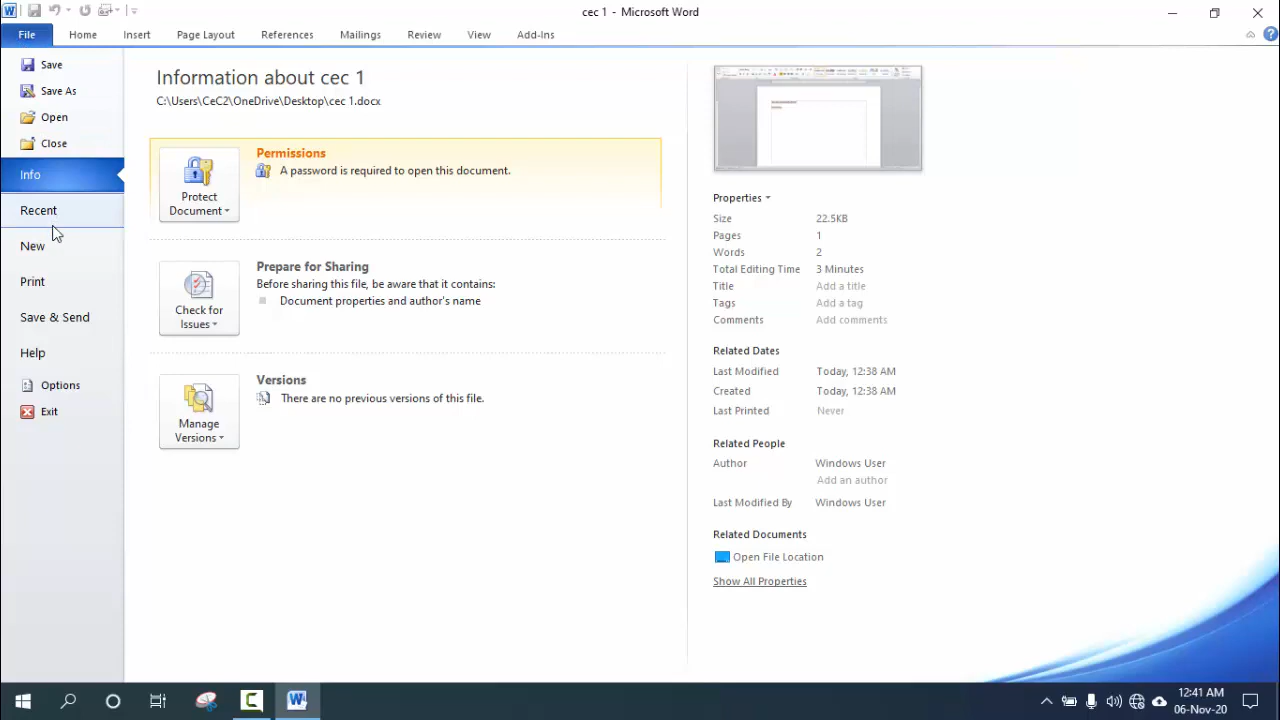 cec 1 - Microsoft Word
File Home Insert Page Layout References Mailings Review View Add-Ins
Save
Save As
Open
Close
Info
Recent
New
Print
Save & Send
Help
Options
Exit
Information about cec 1
C:\Users\CeC2\OneDrive\Desktop\cec 1.docx
Protect
Document
Permissions
A password is required to open this document.
Check for
Issues
Prepare for Sharing
Before sharing this file, be aware that it contains:
Document properties and author's name
Manage
Versions
Versions
There are no previous versions of this file.
Properties
Size 22.5KB
Pages 1
Words 2
Total Editing Time 3 Minutes
Title Add a title
Tags Add a tag
Comments Add comments
Related Dates
Last Modified Today, 12:38 AM
Created Today, 12:38 AM
Last Printed Never
Related People
Author Windows User
Add an author
Last Modified By Windows User
Related Documents
Open File Location
Show All Properties
12:41 AM
06-Nov-20